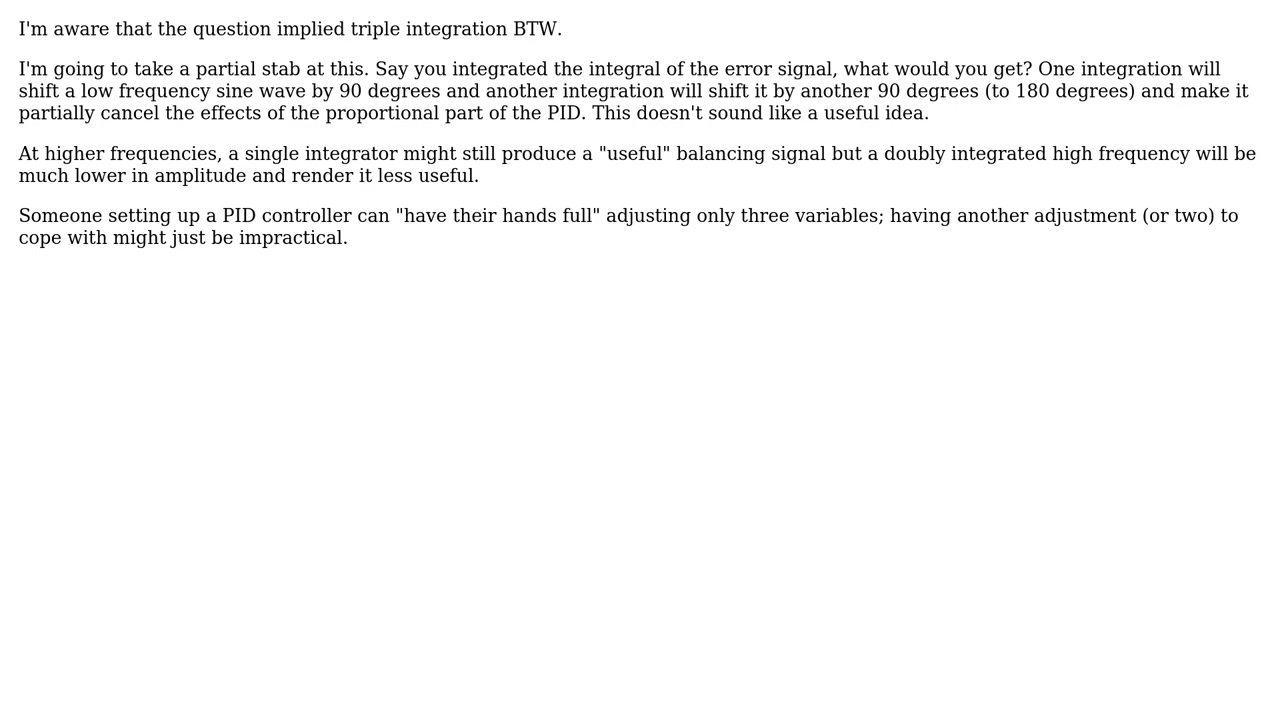 I'm aware that the question implied triple integration BTW.
I'm going to take a partial stab at this. Say you integrated the integral of the error signal, what would you get? One integration will
shift a low frequency sine wave by 90 degrees and another integration will shift it by another 90 degrees (to 180 degrees) and make it
partially cancel the effects of the proportional part of the PID. This doesn't sound like a useful idea.
At higher frequencies, a single integrator might still produce a "useful" balancing signal but a doubly integrated high frequency will be
much lower in amplitude and render it less useful.
Someone setting up a PID controller can "have their hands full" adjusting only three variables; having another adjustment (or two) to
cope with might just be impractical.